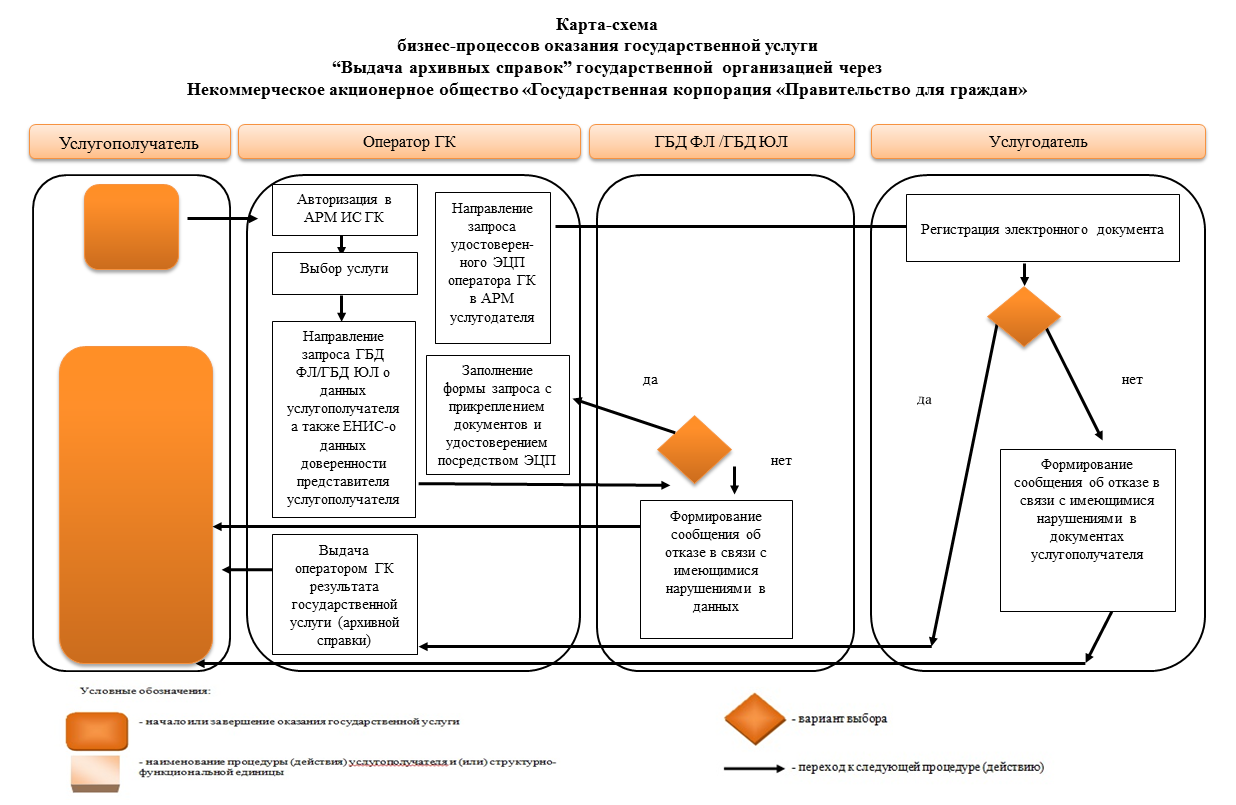 Карта-схема
бизнес-процессов оказания государственной услуги
“Выдача архивных справок” государственной организацией через
Некоммерческое акционерное общество «Государственная корпорация «Правительство для граждан»
Услугополучатель
Оператор ГК
ГБД ФЛ /ГБД ЮЛ
Услугодатель
Авторизация в
АРМ ИС ГК
Выбор услуги
Направление
запроса ГБД
ФЛ/ГБД ЮЛ о
данных
услугополучателя
а также ЕНИС-о
данных
доверенности
представителя
услугополучателя
Выдача
оператором ГК
результата
государственной
услуги (архивной
справки)
Направление
запроса
удостоверен-
ного ЭЦП
оператора ГК
в АРМ
услугодателя
Заполнение
формы запроса с
прикреплением
документов и
удостоверением
посредством ЭЦП
да
нет
Формирование
сообщения об
отказе в связи с
имеющимися
нарушениями в
данных
Регистрация электронного документа
да
нет
Формирование
сообщения об отказе в
связи с имеющимися
нарушениями в
документах
услугополучателя
Условные обозначения:
- начало или завершение оказания государственной услуги
- наименование процедуры (действия) услугополучателя и (или) структурно-
функциональной единицы
- вариант выбора
- переход к следующей процедуре (действию)